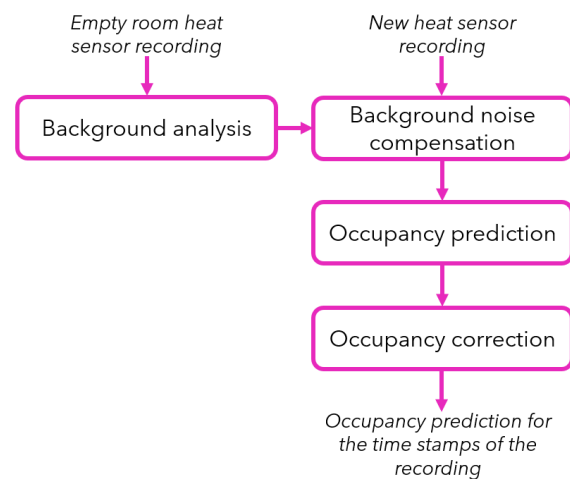 Empty room heat
sensor recording
New heat sensor
recording
Background analysis
Background noise
compensation
Occupancy prediction
Occupancy correction
Occupancy prediction for
the time stamps of the
recording